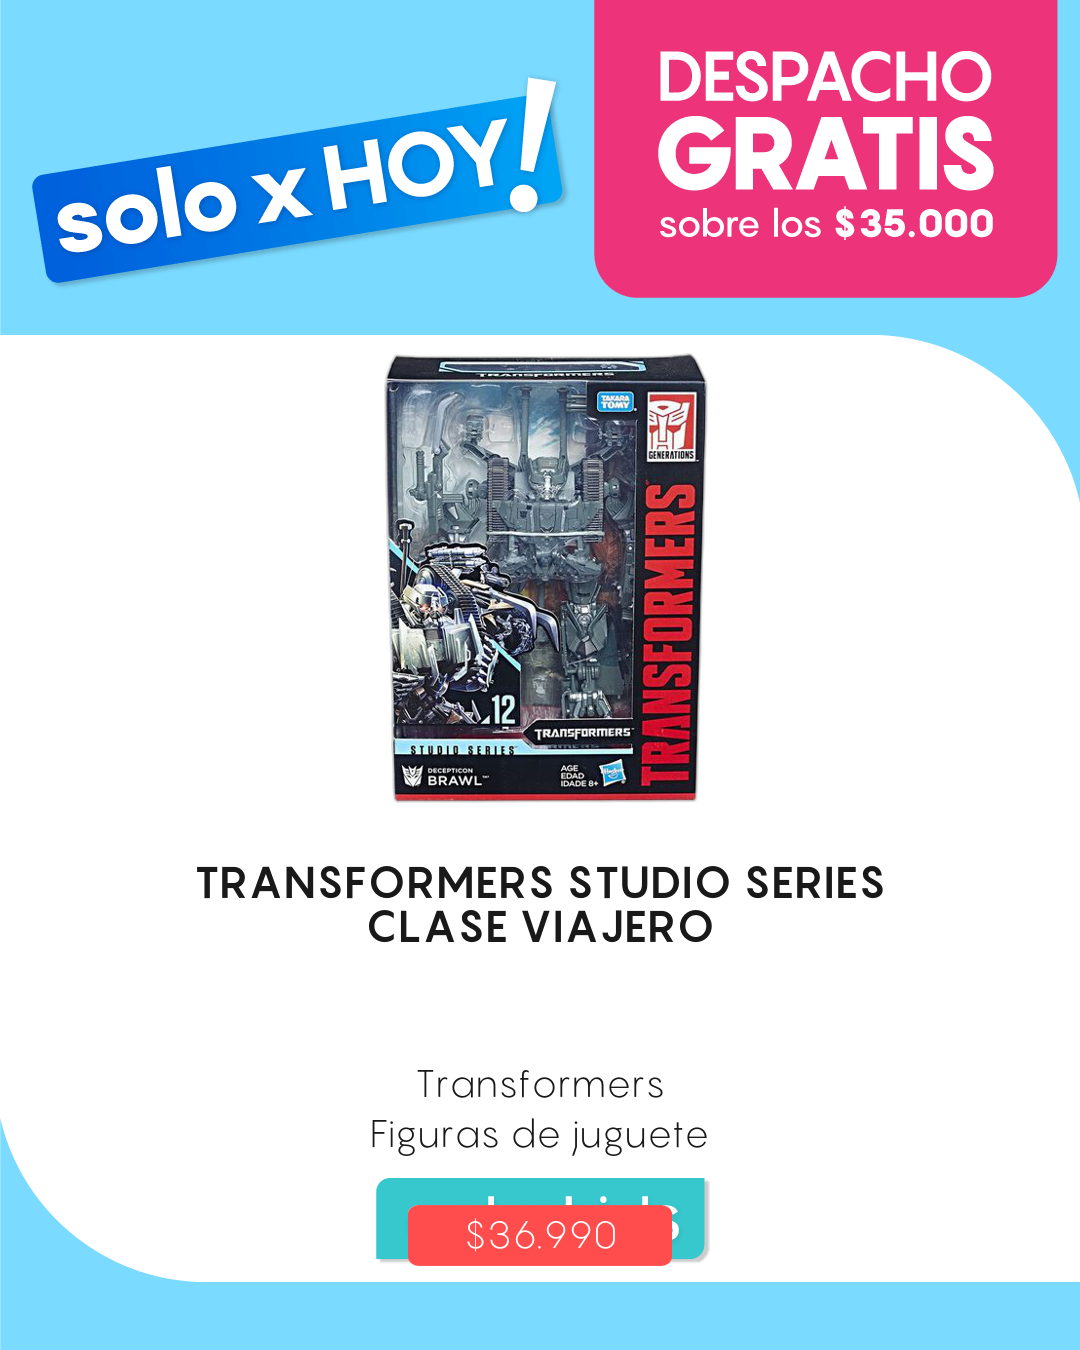 solo x HOY!
DESPACHO
GRATIS
sobre los $35.000
TRANSFORMERS
TAKARA
TOMY
GENERATIONS
TRANSFORMERS
12
TRANSFORMERS
STUDIO SERIES
DECEPTICON
BRAWL™
AGE
EDAD
IDADE 8+
Hasbro
TRANSFORMERS STUDIO SERIES
CLASE VIAJERO
Transformers
Figuras de juguete
$36.990